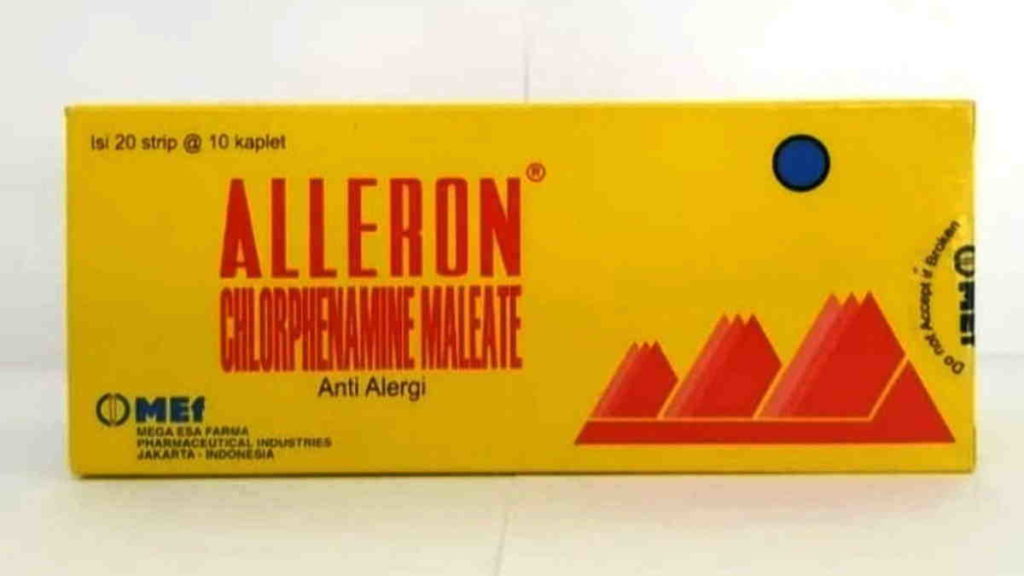 Isi 20 strip @ 10 kaplet
ALLERON®
CHLORPHENAMINE MALEATE
Anti Alergi
MEf
MEGA ESA FARMA
PHARMACEUTICAL INDUSTRIES
JAKARTA - INDONESIA
Do not Accept if Broken
MEf